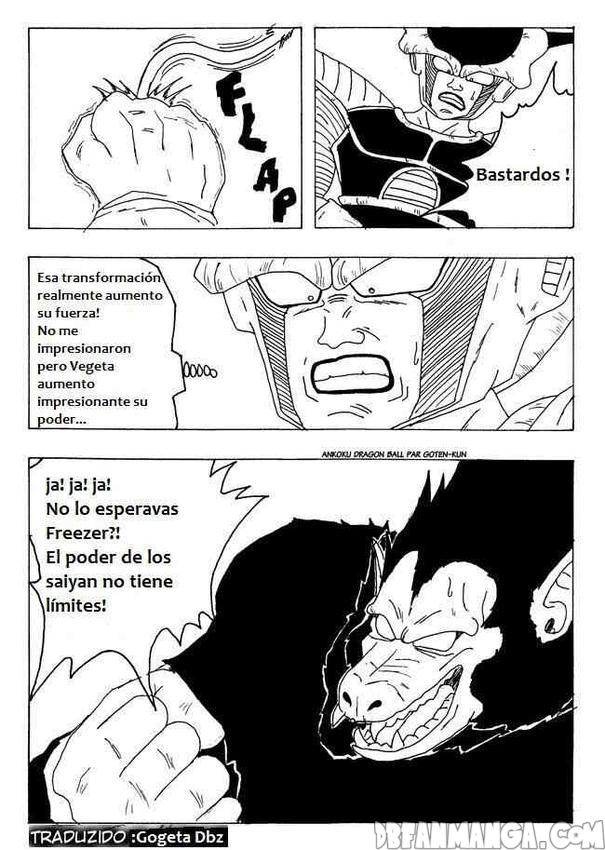 FLAP
Bastardos !
Esa transformación
realmente aumento
su fuerza!
No me
impresionaron
pero Vegeta
aumento
impresionante su
poder...
ooooo
ANKOKU DRAGON BALL PAR GOTEN-KUN
ja! ja! ja!
No lo esperavas
Freezer?!
El poder de los
saiyan no tiene
límites!
TRADUZIDO :Gogeta Dbz
DBFANMANGA.COM